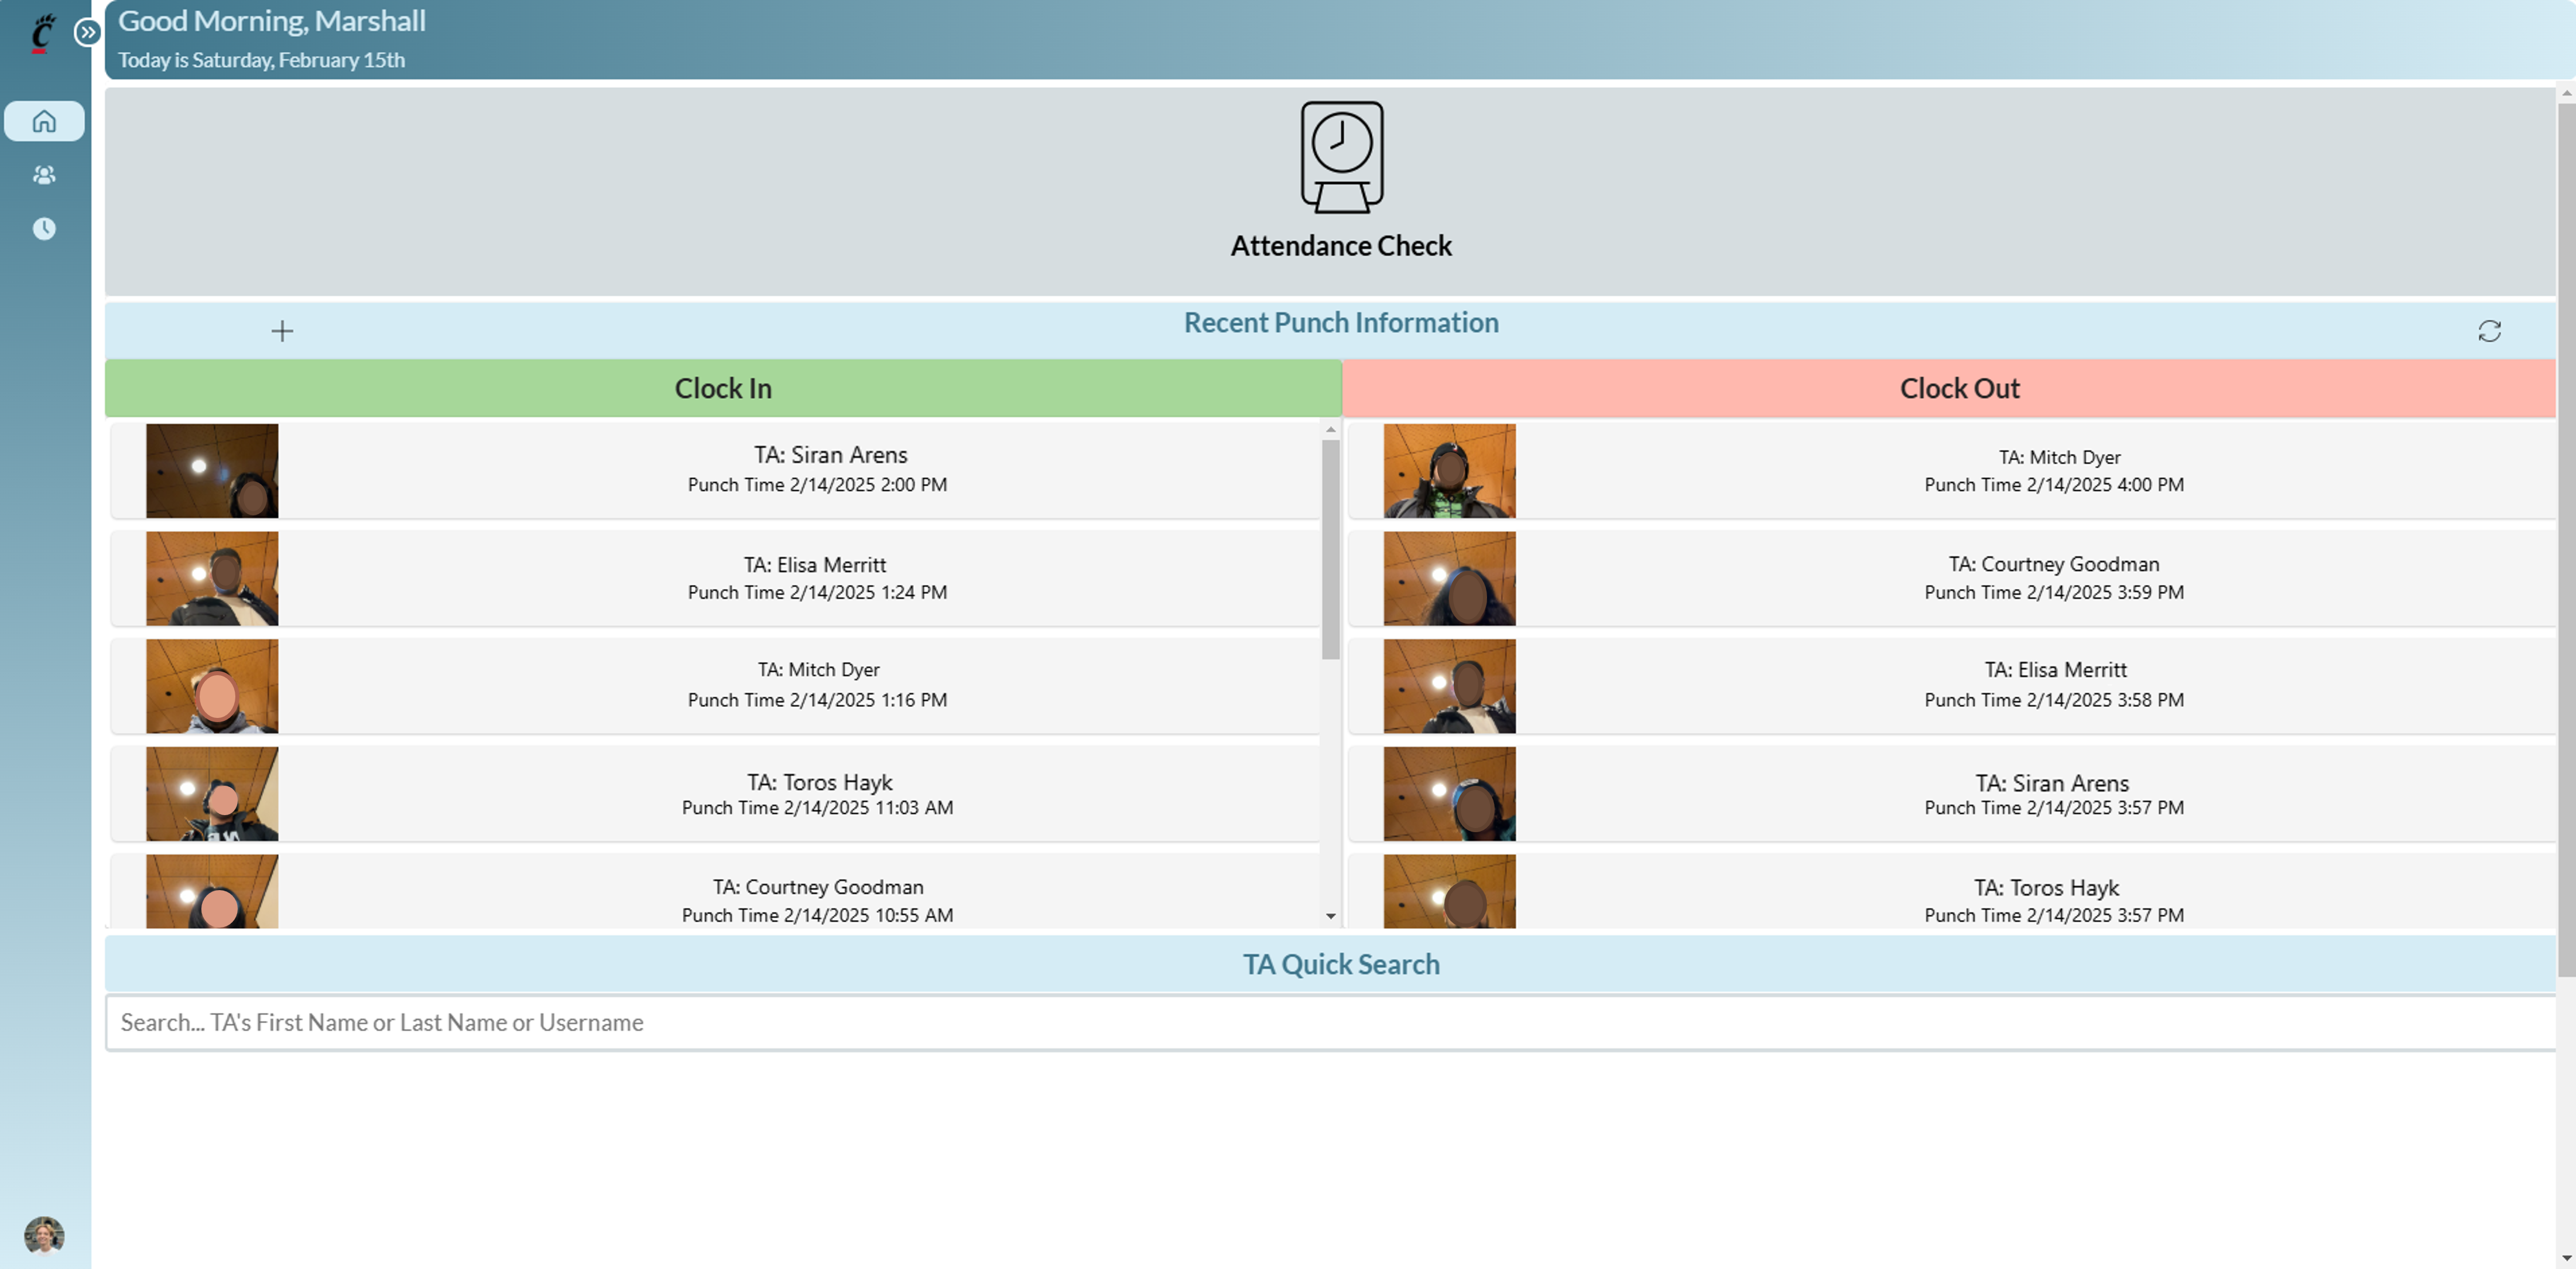 Good Morning, Marshall
Today is Saturday, February 15th
Attendance Check
Recent Punch Information
Clock In
Clock Out
TA: Siran Arens
Punch Time 2/14/2025 2:00 PM
TA: Elisa Merritt
Punch Time 2/14/2025 1:24 PM
TA: Mitch Dyer
Punch Time 2/14/2025 1:16 PM
TA: Toros Hayk
Punch Time 2/14/2025 11:03 AM
TA: Courtney Goodman
Punch Time 2/14/2025 10:55 AM
TA: Mitch Dyer
Punch Time 2/14/2025 4:00 PM
TA: Courtney Goodman
Punch Time 2/14/2025 3:59 PM
TA: Elisa Merritt
Punch Time 2/14/2025 3:58 PM
TA: Siran Arens
Punch Time 2/14/2025 3:57 PM
TA: Toros Hayk
Punch Time 2/14/2025 3:57 PM
TA Quick Search
Search... TA's First Name or Last Name or Username